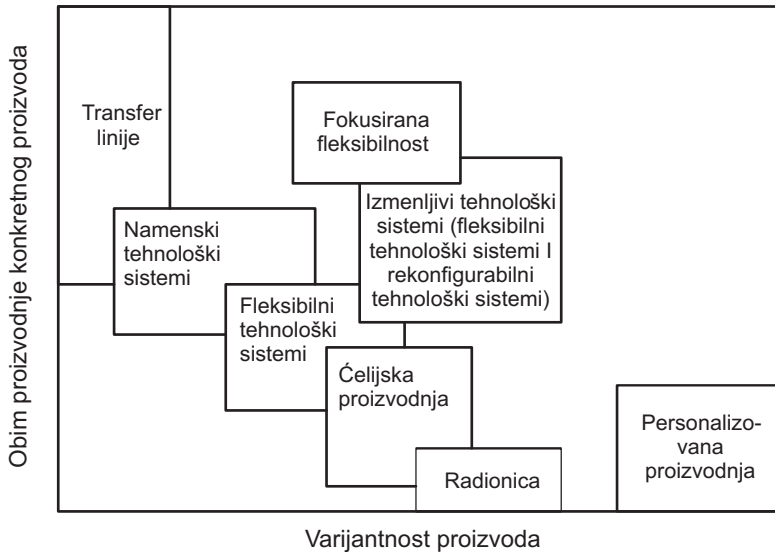 Obim proizvodnje konkretnog proizvoda
Transfer
linije
Fokusirana
fleksibilnost
Izmenljivi tehnološki
sistemi (fleksibilni
tehnološki sistemi I
rekonfigurabilni
tehnološki sistemi)
Namenski
tehnološki
sistemi
Fleksibilni
tehnološki
sistemi
Ćelijska
proizvodnja
Radionica
Personalizo-
vana
proizvodnja
Varijantnost proizvoda